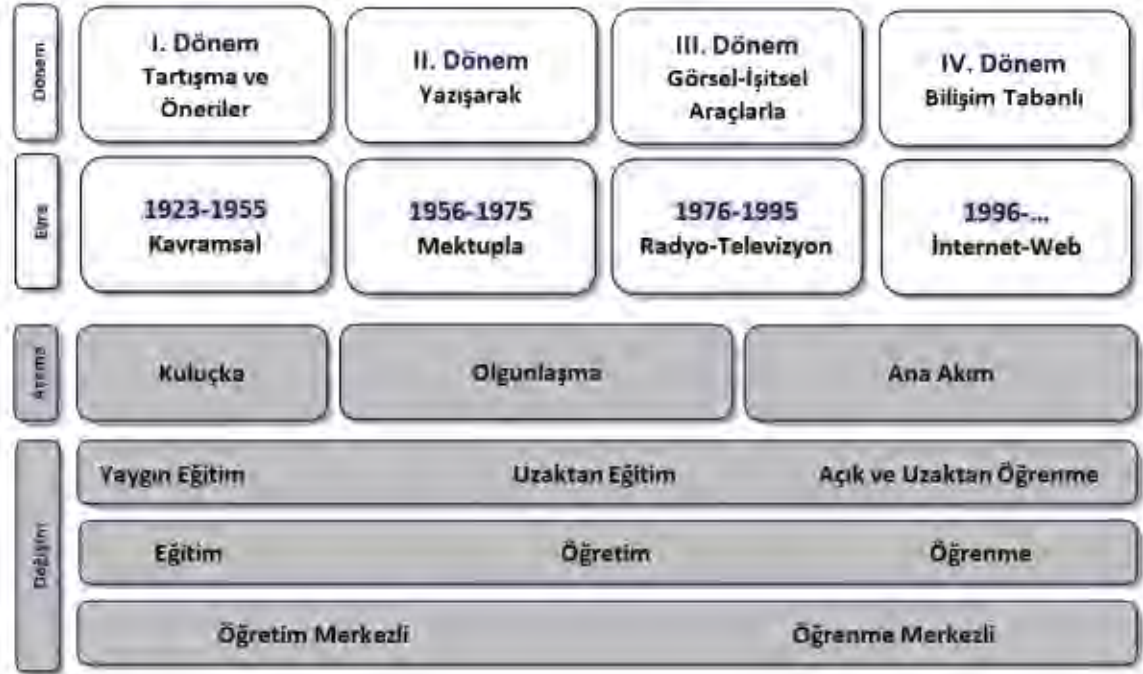 Dönem
I. Dönem
Tartışma ve
Öneriler
II. Dönem
Yazışarak
III. Dönem
Görsel-İşitsel
Araçlarla
IV. Dönem
Bilişim Tabanlı
Evre
1923-1955
Kavramsal
1956-1975
Mektupla
1976-1995
Radyo-Televizyon
1996-...
İnternet-Web
Aşama
Kuluçka
Olgunlaşma
Ana Akım
Değişim
Yaygın Eğitim
Uzaktan Eğitim
Açık ve Uzaktan Öğrenme
Eğitim
Öğretim
Öğrenme
Öğretim Merkezli
Öğrenme Merkezli